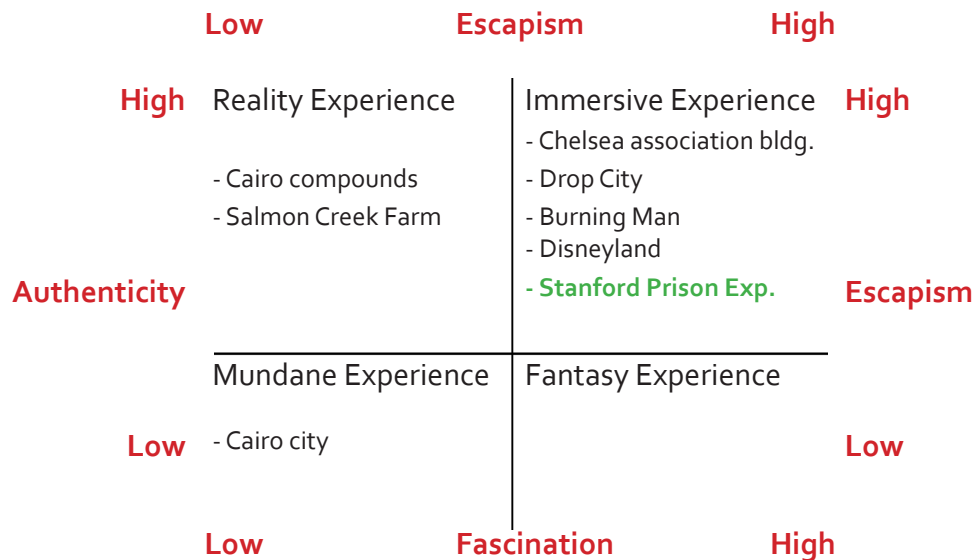 Low Escapism High
High Reality Experience Immersive Experience High
- Chelsea association bldg.
- Cairo compounds - Drop City
- Salmon Creek Farm - Burning Man
- Disneyland
Authenticity - Stanford Prison Exp. Escapism
Mundane Experience Fantasy Experience
Low - Cairo city Low
Low Fascination High